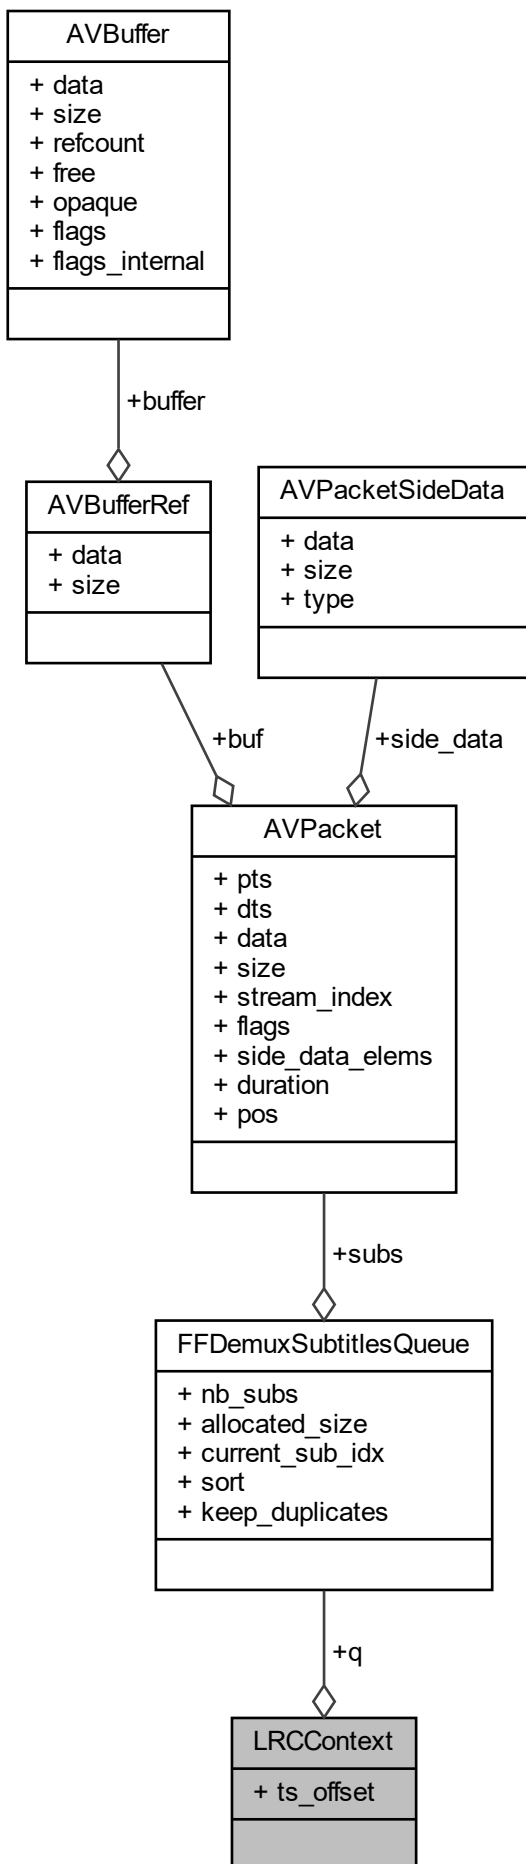 AVBuffer
+ data
+ size
+ refcount
+ free
+ opaque
+ flags
+ flags_internal
+buffer
AVBufferRef
+ data
+ size
AVPacketSideData
+ data
+ size
+ type
+buf
+side_data
AVPacket
+ pts
+ dts
+ data
+ size
+ stream_index
+ flags
+ side_data_elems
+ duration
+ pos
+subs
FFDemuxSubtitlesQueue
+ nb_subs
+ allocated_size
+ current_sub_idx
+ sort
+ keep_duplicates
+q
LRCContext
+ ts_offset